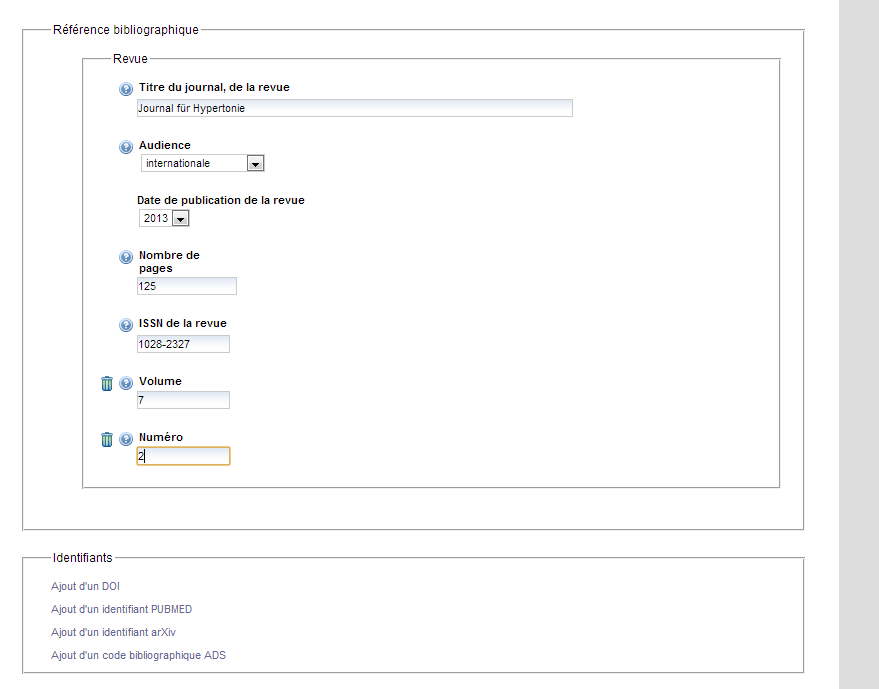 Référence bibliographique
Revue
Titre du journal, de la revue
Journal für Hypertonie
Audience
internationale
Date de publication de la revue
2013
Nombre de
pages
125
ISSN de la revue
1028-2327
Volume
7
Numéro
2
Identifiants
Ajout d'un DOI
Ajout d'un identifiant PUBMED
Ajout d'un identifiant arXiv
Ajout d'un code bibliographique ADS